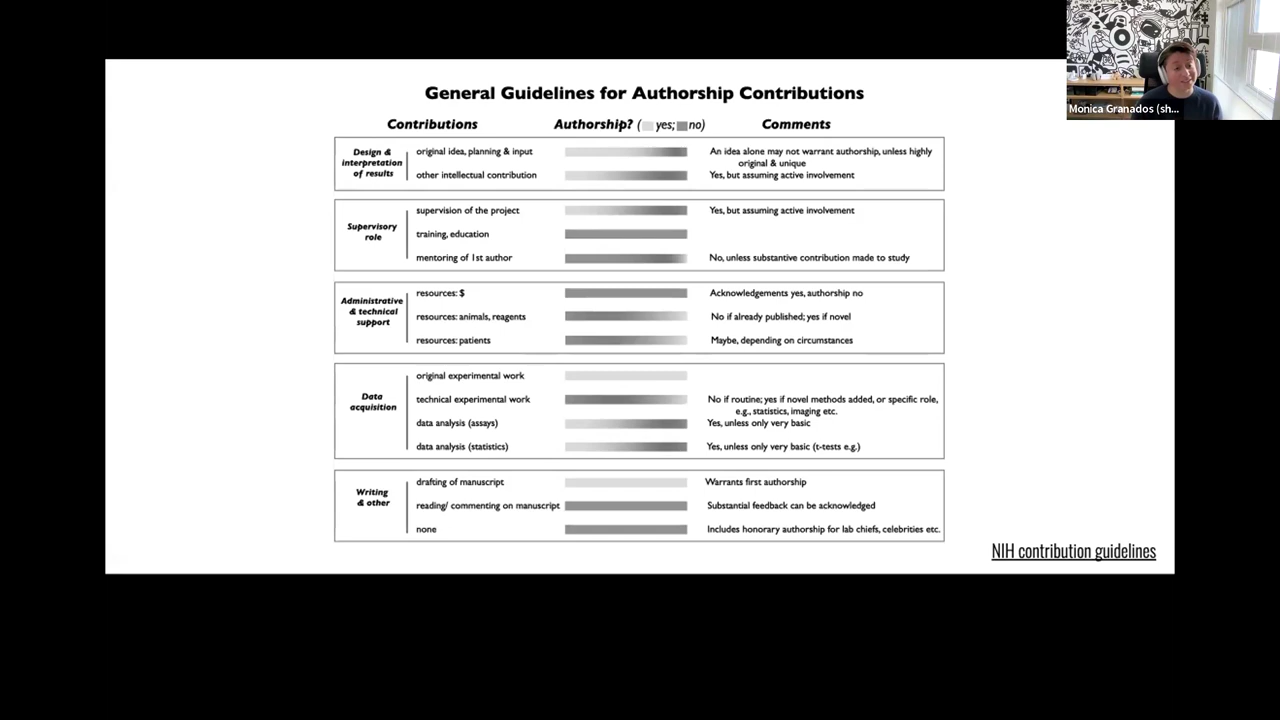 Monica Granados (sh...
General Guidelines for Authorship Contributions
Contributions Authorship? ( yes; no) Comments
Design & interpretation of results
original idea, planning & input An idea alone may not warrant authorship, unless highly
original & unique
other intellectual contribution Yes, but assuming active involvement
Supervisory role
supervision of the project Yes, but assuming active involvement
training, education
mentoring of 1st author No, unless substantive contribution made to study
Administrative & technical support
resources: $ Acknowledgements yes, authorship no
resources: animals, reagents No if already published; yes if novel
resources: patients Maybe, depending on circumstances
Data acquisition
original experimental work
technical experimental work No if routine; yes if novel methods added, or specific role,
e.g., statistics, imaging etc.
data analysis (assays) Yes, unless only very basic
data analysis (statistics) Yes, unless only very basic (t-tests e.g.)
Writing & other
drafting of manuscript Warrants first authorship
reading/ commenting on manuscript Substantial feedback can be acknowledged
none Includes honorary authorship for lab chiefs, celebrities etc.
NIH contribution guidelines